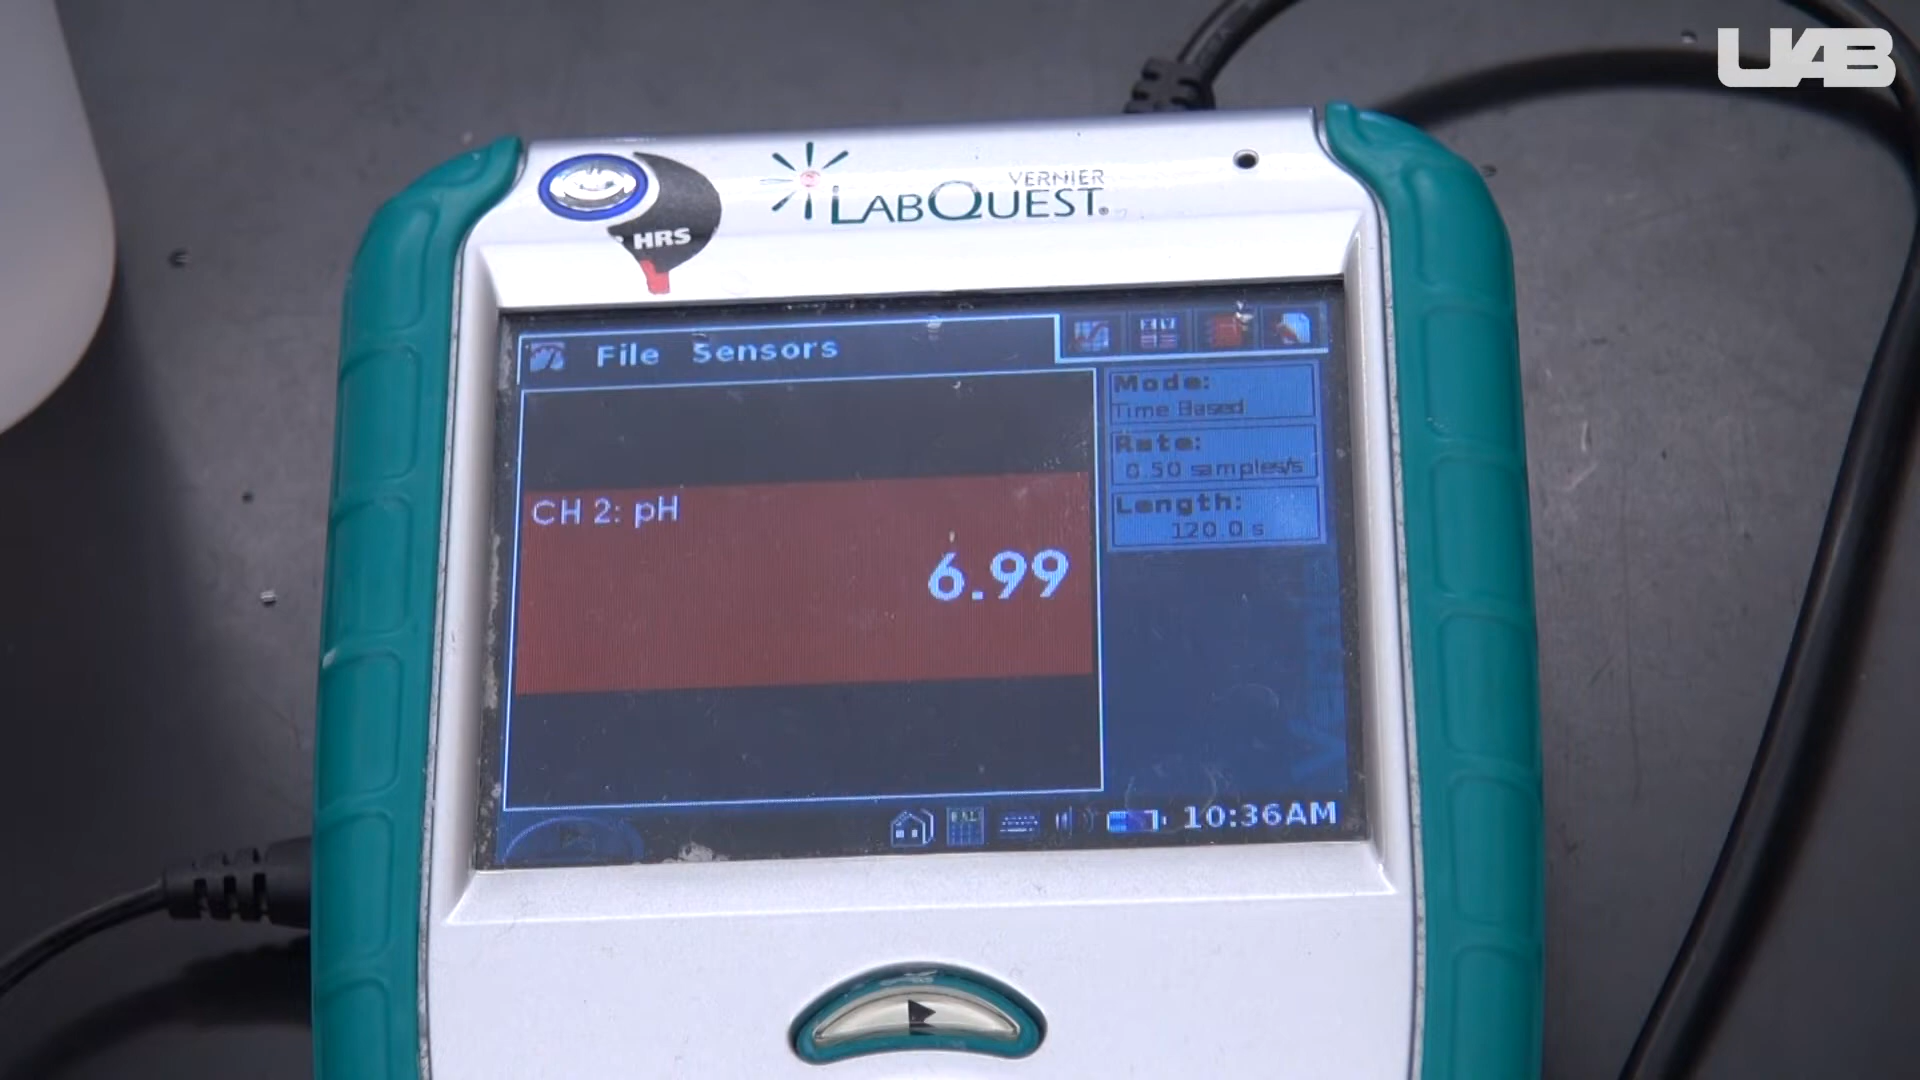 UAB
VERNIER
LABQUEST®
HRS
File Sensors
Mode:
Time Based
Rate:
0.50 samples/s
Length:
120.0 s
CH 2: pH
6.99
10:36AM